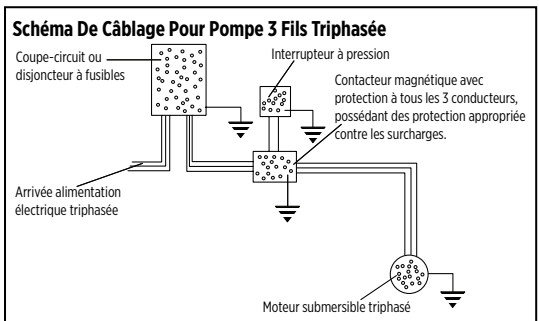 Schéma De Câblage Pour Pompe 3 Fils Triphasée
Coupe-circuit ou
disjoncteur à fusibles
Interrupteur à pression
Contacteur magnétique avec
protection à tous les 3 conducteurs,
possédant des protection appropriée
contre les surcharges.
Arrivée alimentation
électrique triphasée
Moteur submersible triphasé